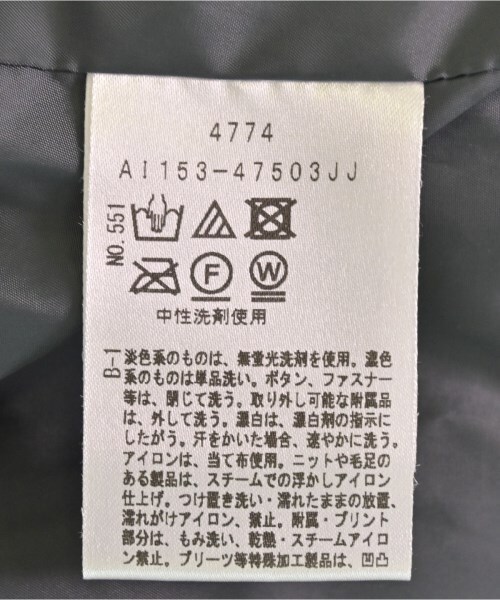 4774
AI153-47503JJ
NO.551
F
W
中性洗剤使用
B-1
淡色系のものは、無蛍光洗剤を使用。濃色
系のものは単品洗い。ボタン、ファスナー
等は、閉じて洗う。取り外し可能な附属品
は、外して洗う。漂白は、漂白剤の指示に
したがう。汗をかいた場合、速やかに洗う。
アイロンは、当て布使用。ニットや毛足の
ある製品は、スチームでの浮かしアイロン
仕上げ。つけ置き洗い・濡れたままの放置、
濡れがけアイロン、禁止。附属・プリント
部分は、もみ洗い、乾熱・スチームアイロ
ン禁止。プリーツ等特殊加工製品は、凹凸